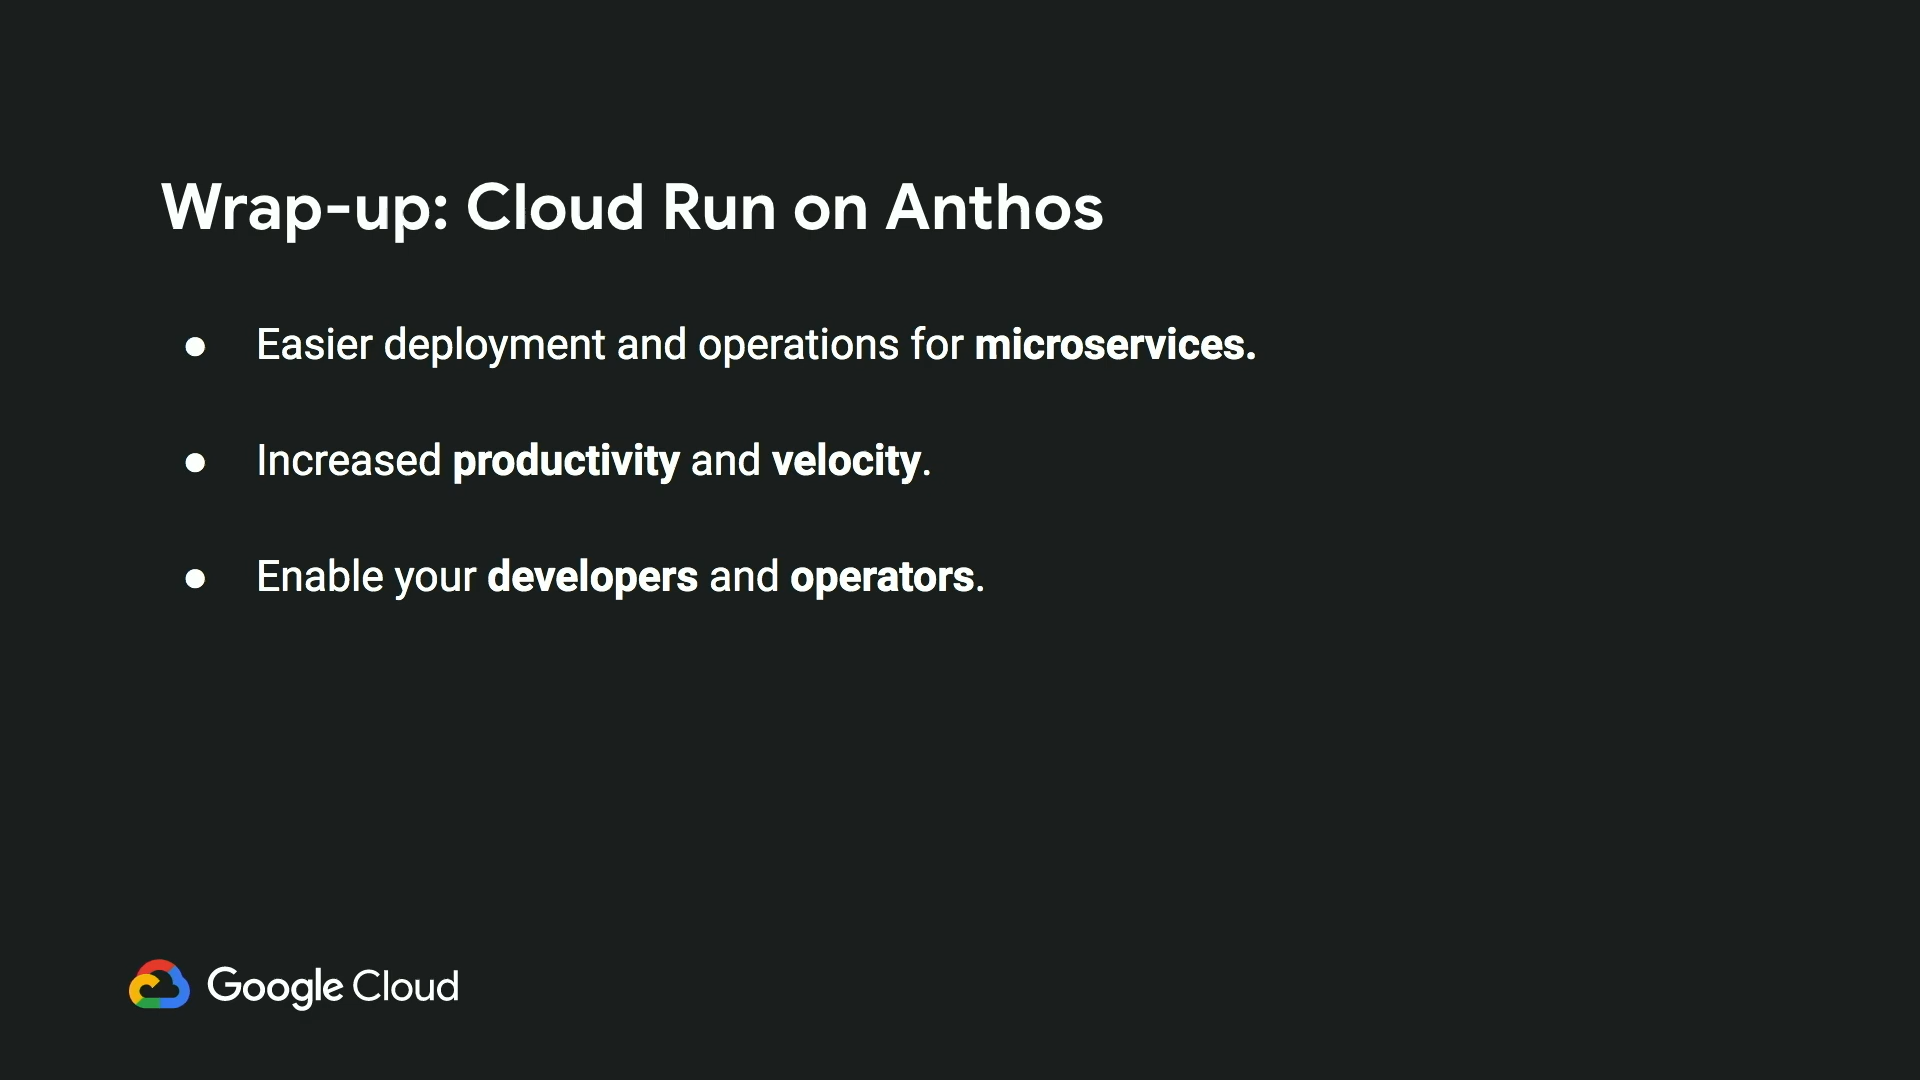 Wrap-up: Cloud Run on Anthos
● Easier deployment and operations for microservices.
● Increased productivity and velocity.
● Enable your developers and operators.
Google Cloud